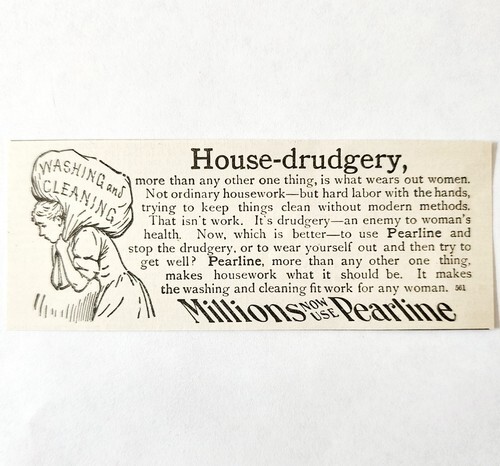 WASHING and
CLEANING
House-drudgery,
more than any other one thing, is what wears out women.
Not ordinary housework—but hard labor with the hands,
trying to keep things clean without modern methods.
That isn't work. It's drudgery—an enemy to woman's
health. Now, which is better—to use Pearline and
stop the drudgery, or to wear yourself out and then try to
get well? Pearline, more than any other one thing,
makes housework what it should be. It makes
the washing and cleaning fit work for any woman. 561
Millions NOW USE Pearline